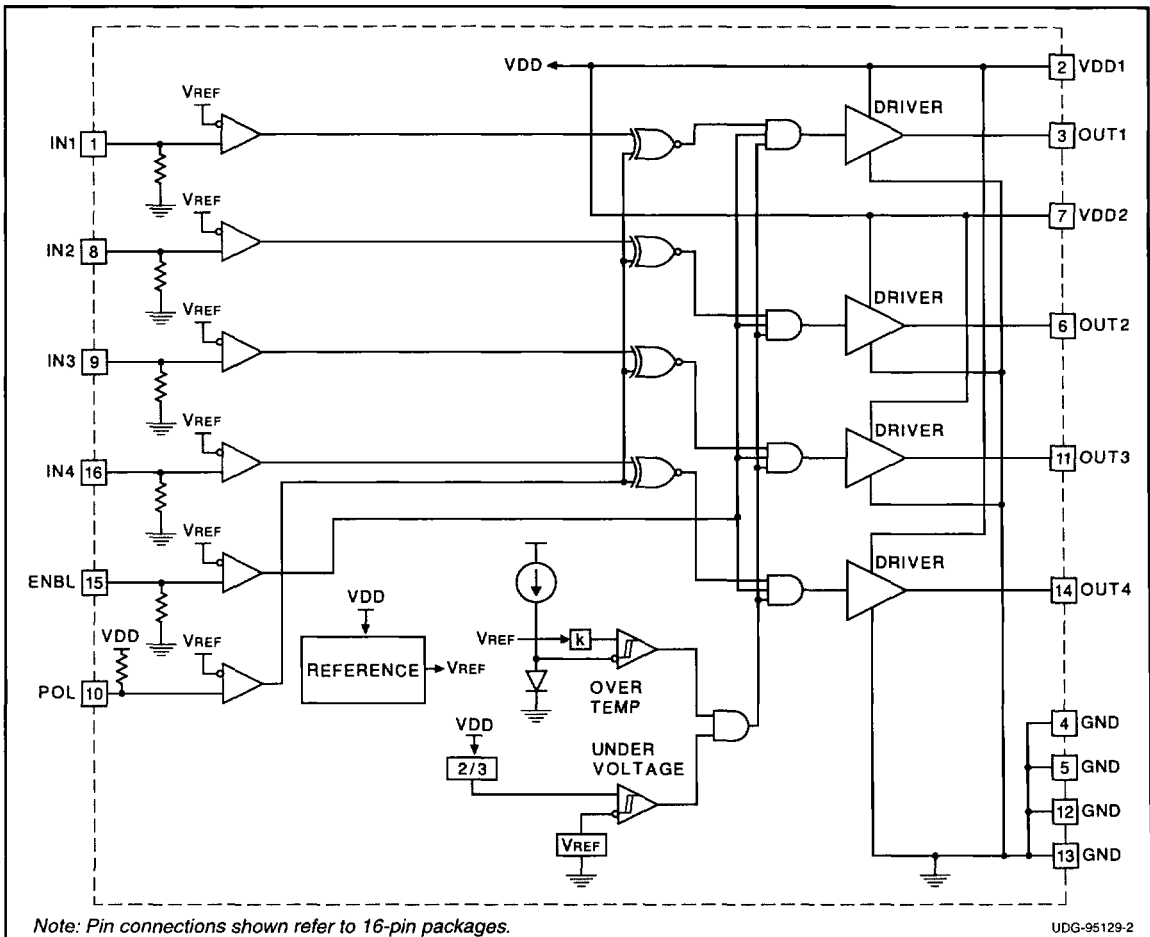 VDD
2 VDD1
VREF
DRIVER
IN1 1
3 OUT1
VREF
7 VDD2
IN2 8
DRIVER
6 OUT2
VREF
IN3 9
VREF
DRIVER
IN4 16
11 OUT3
VREF
DRIVER
ENBL 15
14 OUT4
VDD
VREF
VDD
VREF k
REFERENCE VREF
POL 10
OVER
TEMP
4 GND
VDD
UNDER
VOLTAGE
2/3
5 GND
12 GND
VREF
13 GND
Note: Pin connections shown refer to 16-pin packages.
UDG-95129-2